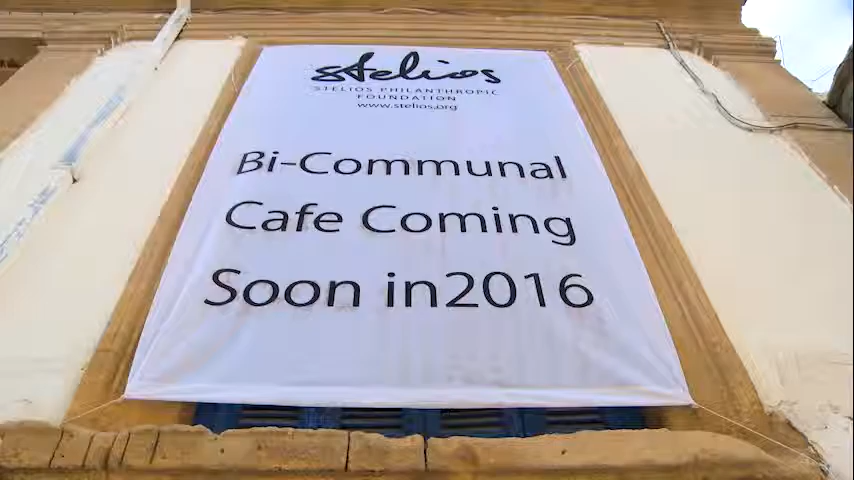 stelios
STELIOS PHILANTHROPIC
FOUNDATION
www.stelios.org
Bi-Communal
Cafe Coming
Soon in2016